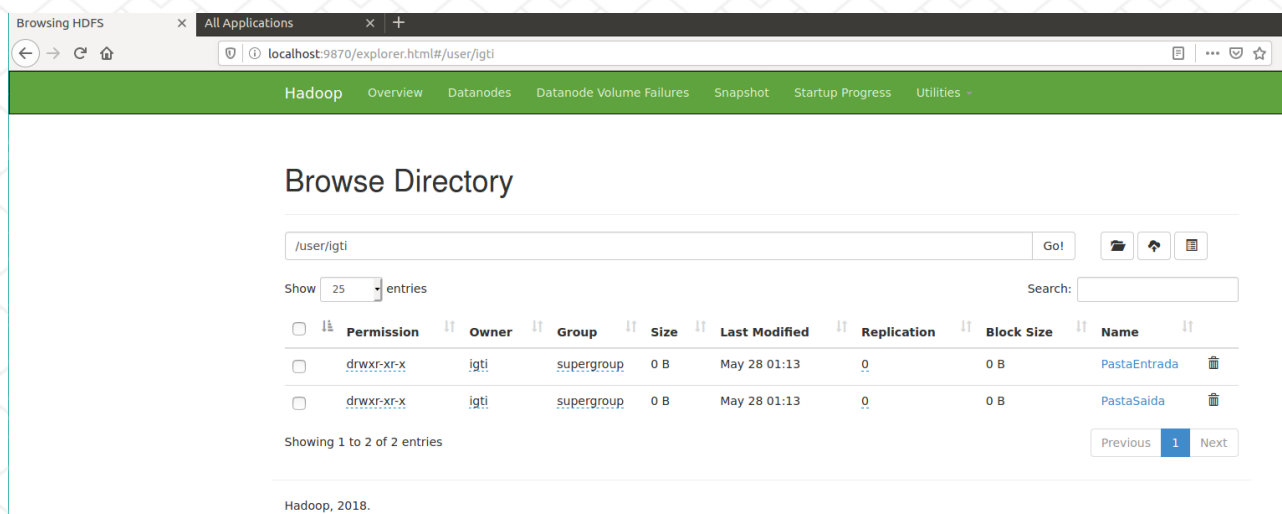 Browsing HDFS × All Applications × +
localhost:9870/explorer.html#/user/igti
Hadoop Overview Datanodes Datanode Volume Failures Snapshot Startup Progress Utilities
Browse Directory
/user/igti Go!
Show 25 entries Search:
Permission Owner Group Size Last Modified Replication Block Size Name
drwxr-xr-x igti supergroup 0 B May 28 01:13 0 0 B PastaEntrada
drwxr-xr-x igti supergroup 0 B May 28 01:13 0 0 B PastaSaida
Showing 1 to 2 of 2 entries Previous 1 Next
Hadoop, 2018.